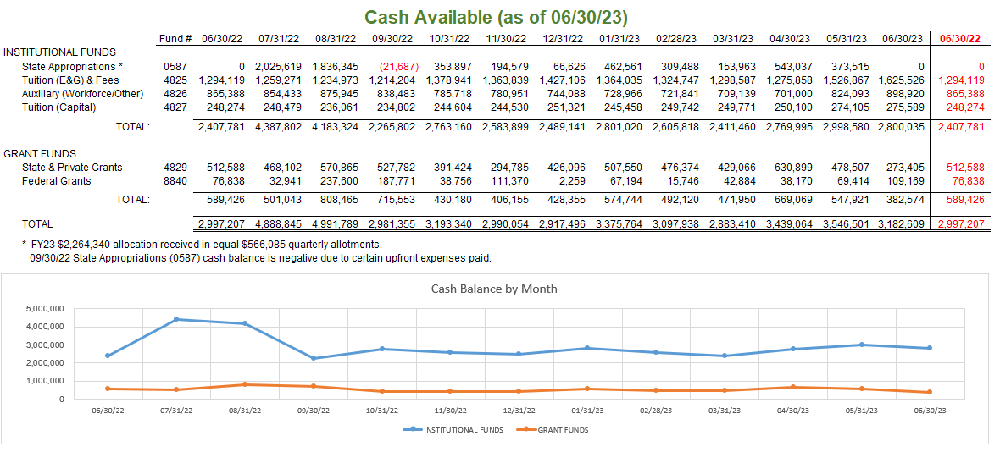 Cash Available (as of 06/30/23)
Fund # 06/30/22 07/31/22 08/31/22 09/30/22 10/31/22 11/30/22 12/31/22 01/31/23 02/28/23 03/31/23 04/30/23 05/31/23 06/30/23 06/30/22
INSTITUTIONAL FUNDS
State Appropriations * 0587 0 2,025,619 1,836,345 (21,687) 353,897 194,579 66,626 462,561 309,488 153,963 543,037 373,515 0 0
Tuition (E&G) & Fees 4825 1,294,119 1,259,271 1,234,973 1,214,204 1,378,941 1,363,839 1,427,106 1,364,035 1,324,747 1,298,587 1,275,858 1,526,867 1,625,526 1,294,119
Auxiliary (Workforce/Other) 4826 865,388 854,433 875,945 838,483 785,718 780,951 744,088 728,966 721,841 709,139 701,000 824,093 898,920 865,388
Tuition (Capital) 4827 248,274 248,479 236,061 234,802 244,604 244,530 251,321 245,458 249,742 249,771 250,100 274,105 275,589 248,274
TOTAL: 2,407,781 4,387,802 4,183,324 2,265,802 2,763,160 2,583,899 2,489,141 2,801,020 2,605,818 2,411,460 2,769,995 2,998,580 2,800,035 2,407,781
GRANT FUNDS
State & Private Grants 4829 512,588 468,102 570,865 527,782 391,424 294,785 426,096 507,550 476,374 429,066 630,899 478,507 273,405 512,588
Federal Grants 8840 76,838 32,941 237,600 187,771 38,756 111,370 2,259 67,194 15,746 42,884 38,170 69,414 109,169 76,838
TOTAL: 589,426 501,043 808,465 715,553 430,180 406,155 428,355 574,744 492,120 471,950 669,069 547,921 382,574 589,426
TOTAL 2,997,207 4,888,845 4,991,789 2,981,355 3,193,340 2,990,054 2,917,496 3,375,764 3,097,938 2,883,410 3,439,064 3,546,501 3,182,609 2,997,207
* FY23 $2,264,340 allocation received in equal $566,085 quarterly allotments.
09/30/22 State Appropriations (0587) cash balance is negative due to certain upfront expenses paid.
Cash Balance by Month
5,000,000
4,000,000
3,000,000
2,000,000
1,000,000
0
06/30/22 07/31/22 08/31/22 09/30/22 10/31/22 11/30/22 12/31/22 01/31/23 02/28/23 03/31/23 04/30/23 05/31/23 06/30/23
INSTITUTIONAL FUNDS GRANT FUNDS